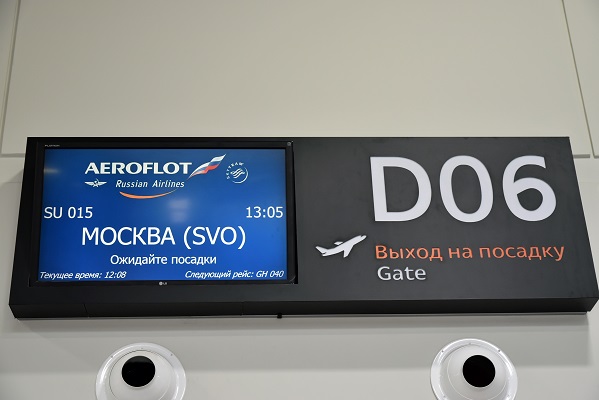 AEROFLOT
Russian Airlines
SKYTEAM
SU 015 13:05
МОСКВА (SVO)
Ожидайте посадки
Текущее время: 12:08 Следующий рейс: GH 040
LG
D06
Выход на посадку
Gate